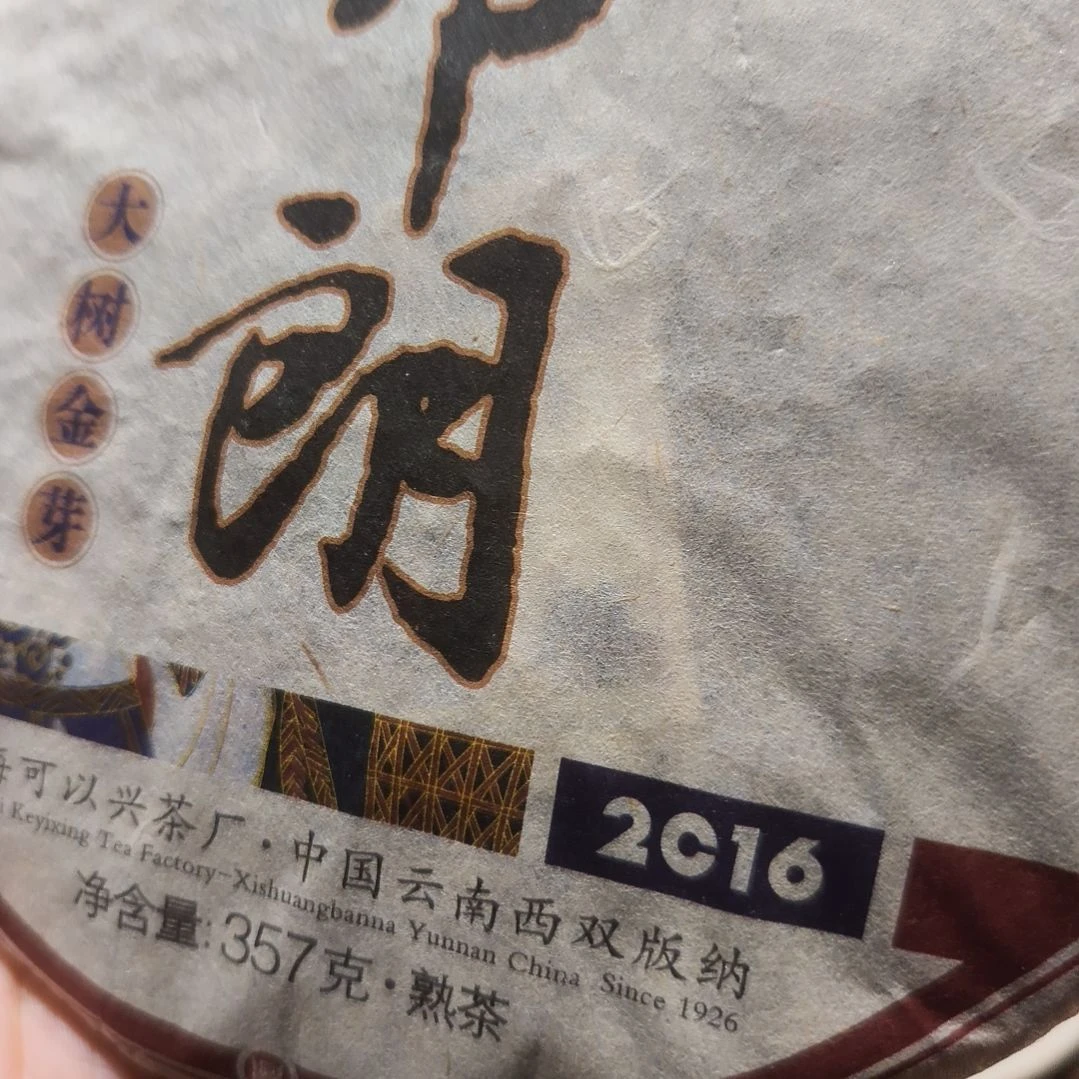 朗
大树金芽
2C16
可以兴茶厂·中国云南西双版纳
Keyixing Tea Factory-Xishuangbanna Yunnan China Since 1926
净含量:357克·熟茶